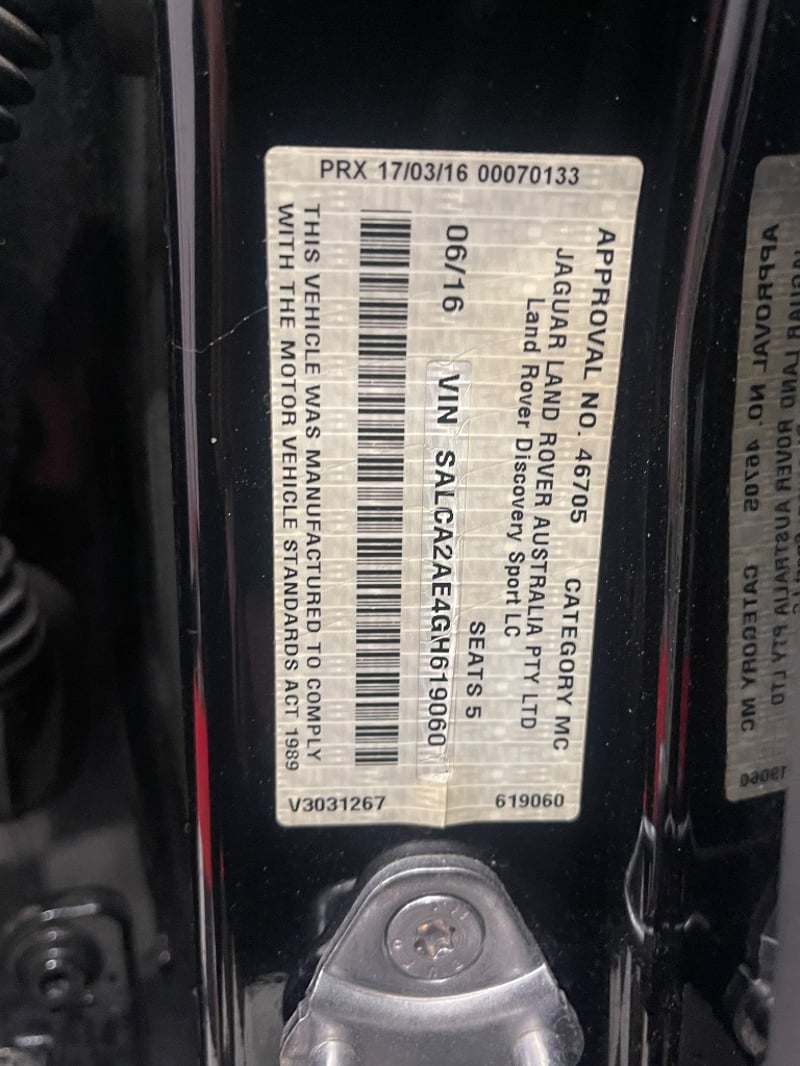 PRX 17/03/16 00070133
APPROVAL NO. 46705 CATEGORY MC
JAGUAR LAND ROVER AUSTRALIA PTY LTD
Land Rover Discovery Sport LC
SEATS 5
06/16 VIN SALCA2AE4GH619060
THIS VEHICLE WAS MANUFACTURED TO COMPLY
WITH THE MOTOR VEHICLE STANDARDS ACT 1989
V3031267 619060